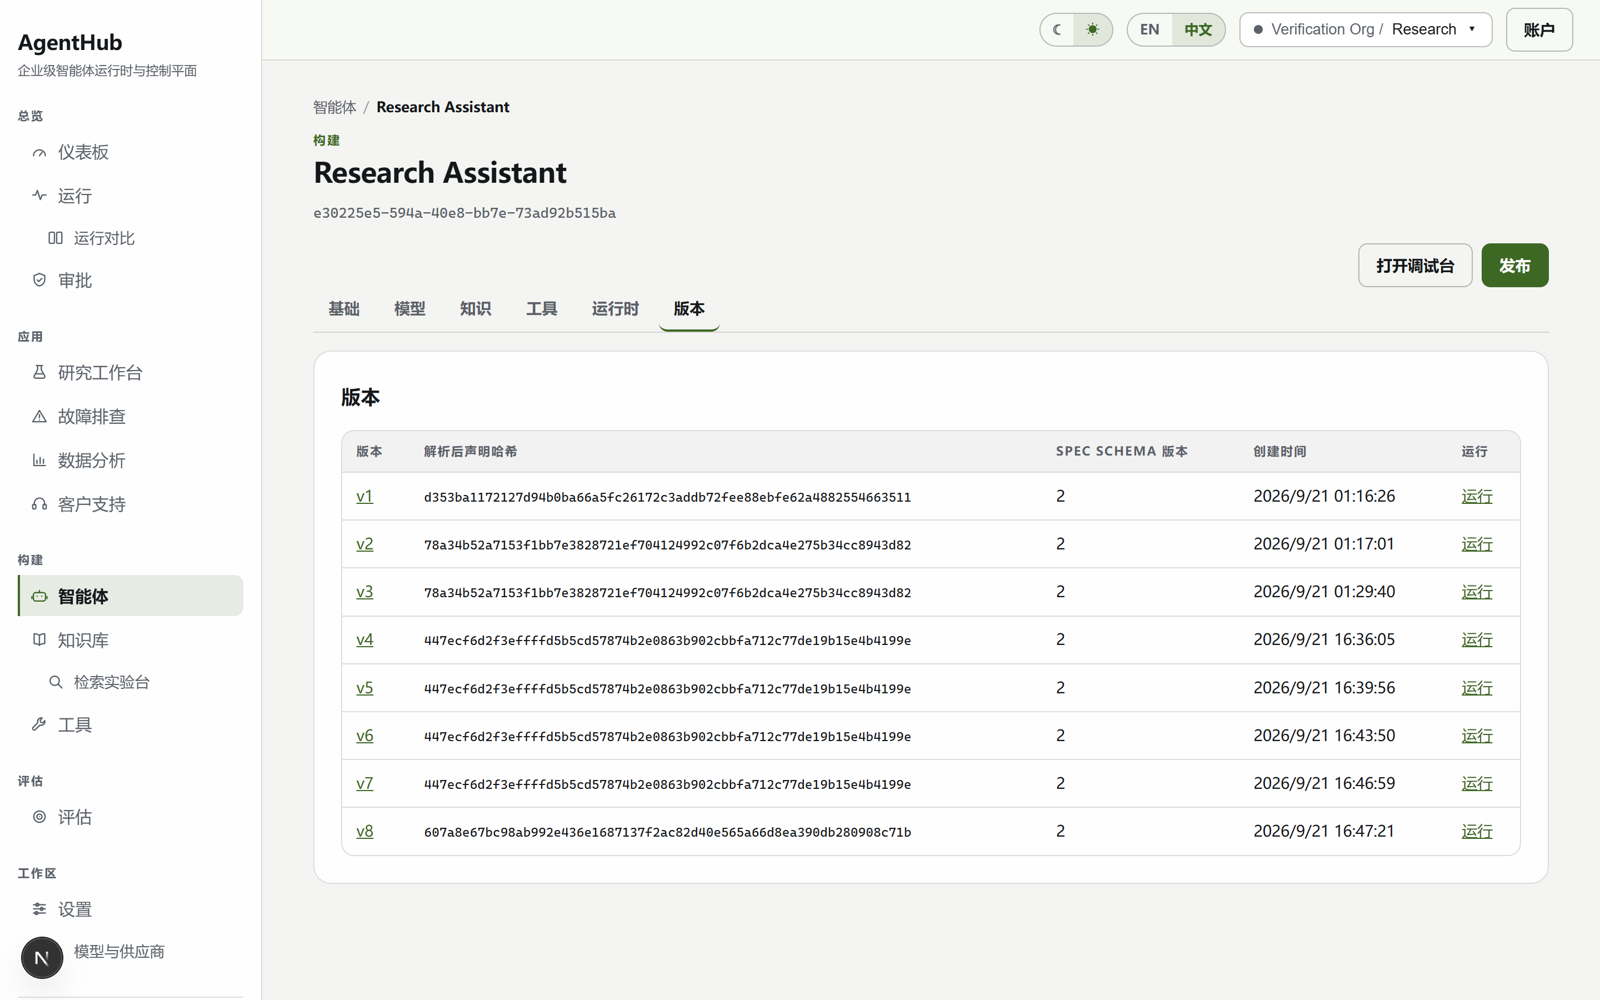 AgentHub
企业级智能体运行时与控制平面
总览
仪表板
运行
运行对比
审批
应用
研究工作台
故障排查
数据分析
客户支持
构建
智能体
知识库
检索实验台
工具
评估
评估
工作区
设置
模型与供应商
N
EN 中文
Verification Org / Research
账户
智能体 / Research Assistant
构建
Research Assistant
e30225e5-594a-40e8-bb7e-73ad92b515ba
打开调试台 发布
基础 模型 知识 工具 运行时 版本
版本
版本 解析后声明哈希 SPEC SCHEMA 版本 创建时间 运行
v1 d353ba1172127d94b0ba66a5fc26172c3addb72fee88ebfe62a4882554663511 2 2026/9/21 01:16:26 运行
v2 78a34b52a7153f1bb7e3828721ef704124992c07f6b2dca4e275b34cc8943d82 2 2026/9/21 01:17:01 运行
v3 78a34b52a7153f1bb7e3828721ef704124992c07f6b2dca4e275b34cc8943d82 2 2026/9/21 01:29:40 运行
v4 447ecf6d2f3effffd5b5cd57874b2e0863b902cbbfa712c77de19b15e4b4199e 2 2026/9/21 16:36:05 运行
v5 447ecf6d2f3effffd5b5cd57874b2e0863b902cbbfa712c77de19b15e4b4199e 2 2026/9/21 16:39:56 运行
v6 447ecf6d2f3effffd5b5cd57874b2e0863b902cbbfa712c77de19b15e4b4199e 2 2026/9/21 16:43:50 运行
v7 447ecf6d2f3effffd5b5cd57874b2e0863b902cbbfa712c77de19b15e4b4199e 2 2026/9/21 16:46:59 运行
v8 607a8e67bc98ab992e436e1687137f2ac82d40e565a66d8ea390db280908c71b 2 2026/9/21 16:47:21 运行